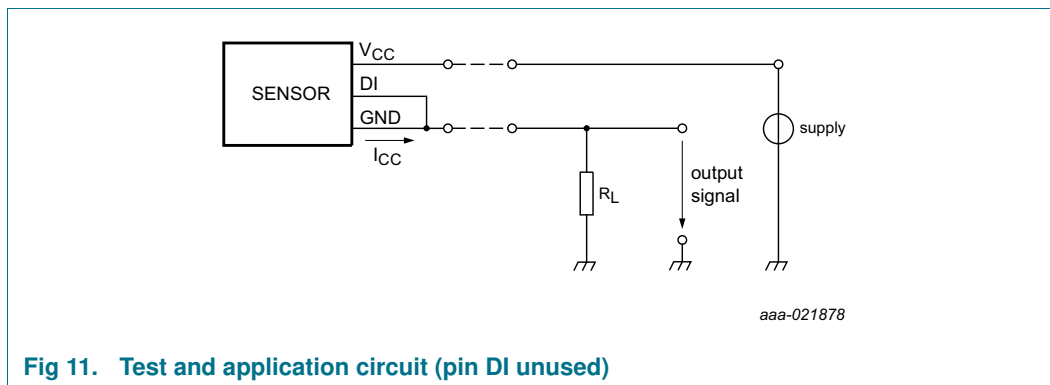 VCC
DI
SENSOR
GND
ICC
supply
output
signal
RL
aaa-021878
Fig 11. Test and application circuit (pin DI unused)